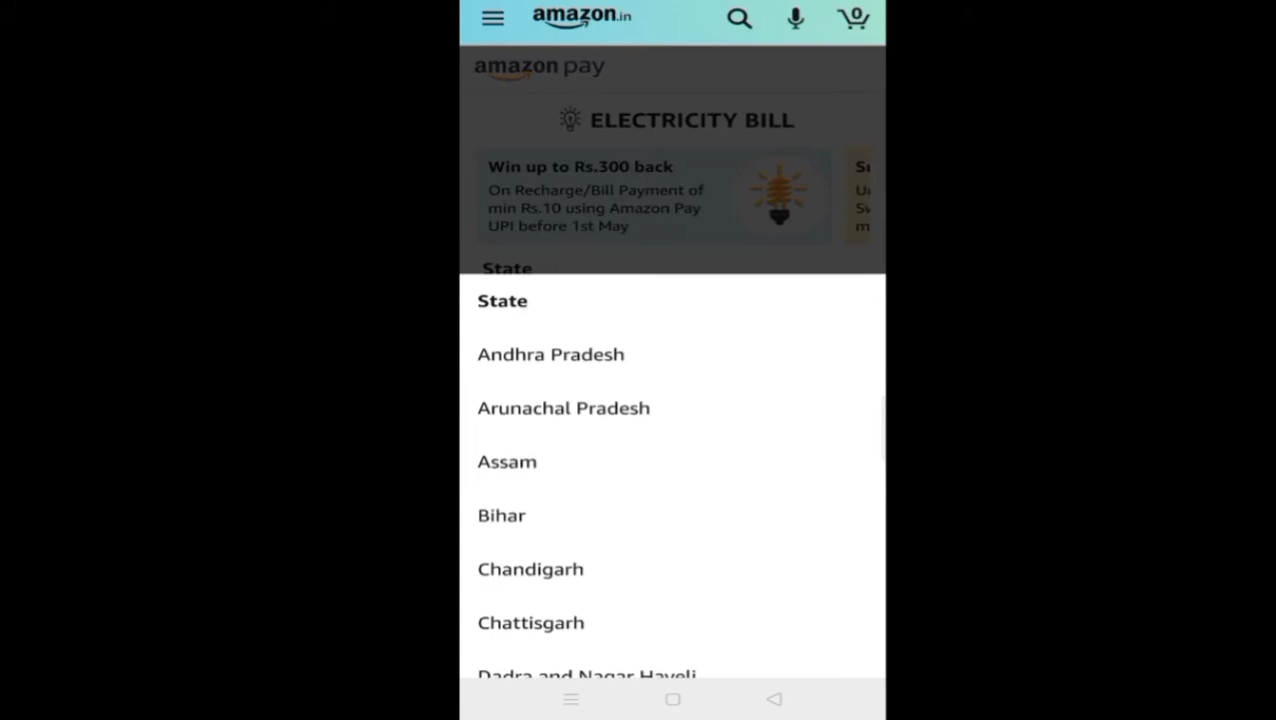 amazon.in
0
amazon pay
ELECTRICITY BILL
Win up to Rs.300 back
On Recharge/Bill Payment of
min Rs.10 using Amazon Pay
UPI before 1st May
State
State
Andhra Pradesh
Arunachal Pradesh
Assam
Bihar
Chandigarh
Chattisgarh
Dadra and Nagar Haveli